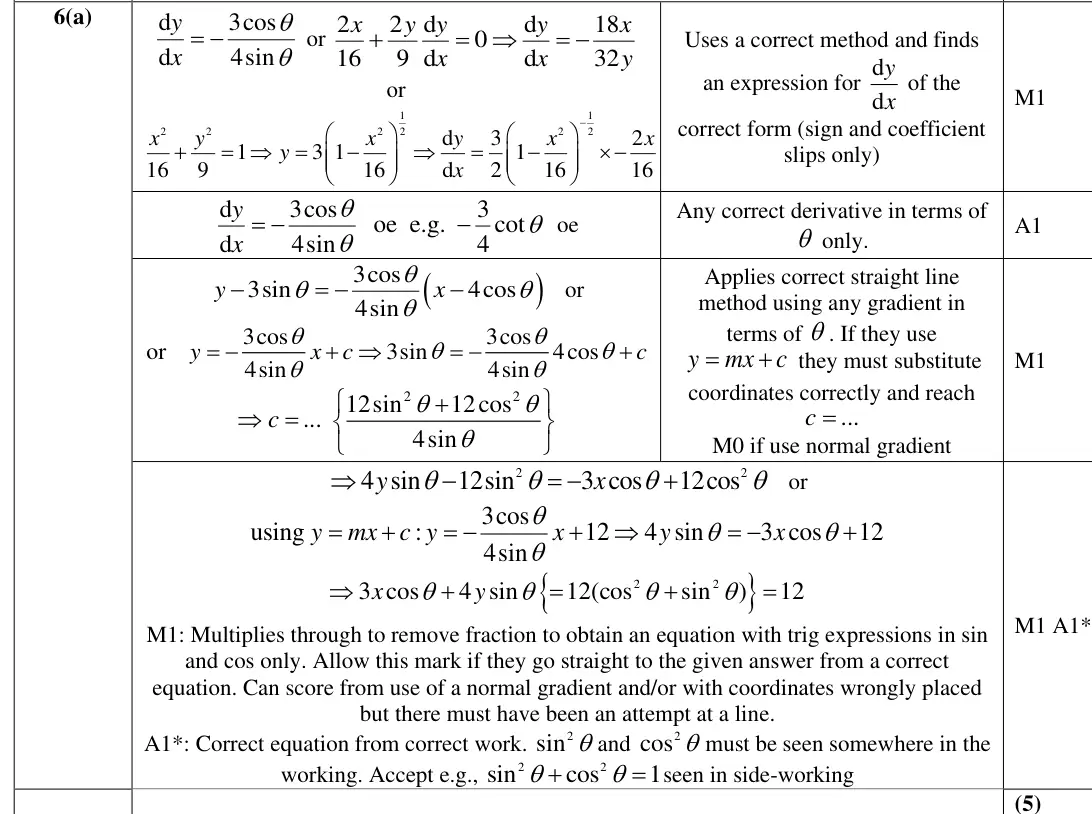 6(a)
dy/dx = −3cosθ/4sinθ or 2x/16 + 2y/9 dy/dx = 0 ⇒ dy/dx = −18x/32y
or
x²/16 + y²/9 = 1 ⇒ y = 3(1 − x²/16)^(1/2) ⇒ dy/dx = 3/2(1 − x²/16)^(−1/2) × −2x/16
Uses a correct method and finds
an expression for dy/dx of the
correct form (sign and coefficient
slips only)
M1
dy/dx = −3cosθ/4sinθ oe e.g. −3/4 cotθ oe
Any correct derivative in terms of
θ only.
A1
y − 3sinθ = −3cosθ/4sinθ (x − 4cosθ) or
or y = −3cosθ/4sinθ x + c ⇒ 3sinθ = −3cosθ/4sinθ 4cosθ + c
⇒ c = ... {12sin²θ + 12cos²θ/4sinθ}
Applies correct straight line
method using any gradient in
terms of θ. If they use
y = mx + c they must substitute
coordinates correctly and reach
c = ...
M0 if use normal gradient
M1
⇒ 4y sinθ − 12sin²θ = −3x cosθ + 12cos²θ or
using y = mx + c : y = −3cosθ/4sinθ x + 12 ⇒ 4y sinθ = −3x cosθ + 12
⇒ 3x cosθ + 4y sinθ {= 12(cos²θ + sin²θ)} = 12
M1: Multiplies through to remove fraction to obtain an equation with trig expressions in sin
and cos only. Allow this mark if they go straight to the given answer from a correct
equation. Can score from use of a normal gradient and/or with coordinates wrongly placed
but there must have been an attempt at a line.
A1*: Correct equation from correct work. sin²θ and cos²θ must be seen somewhere in the
working. Accept e.g., sin²θ + cos²θ = 1 seen in side-working
M1 A1*
(5)